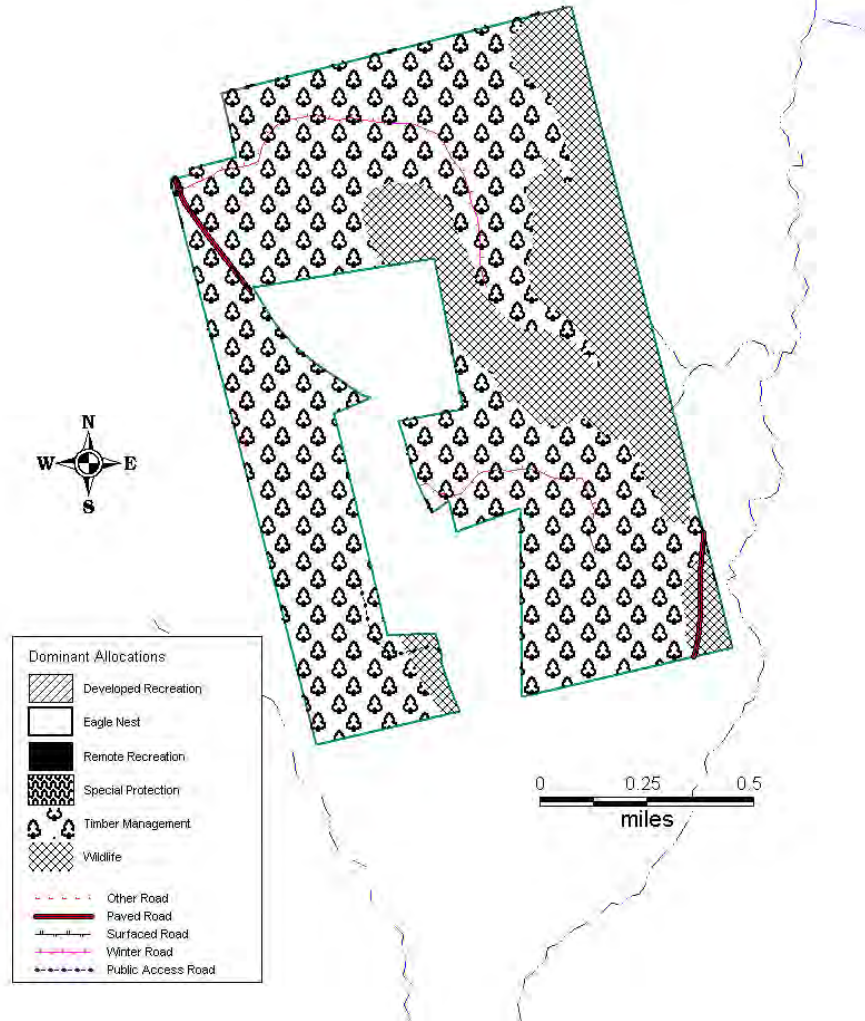 N
W E
S
Dominant Allocations
Developed Recreation
Eagle Nest
Remote Recreation
Special Protection
Timber Management
Wildlife
Other Road
Paved Road
Surfaced Road
Winter Road
Public Access Road
0 0.25 0.5
miles